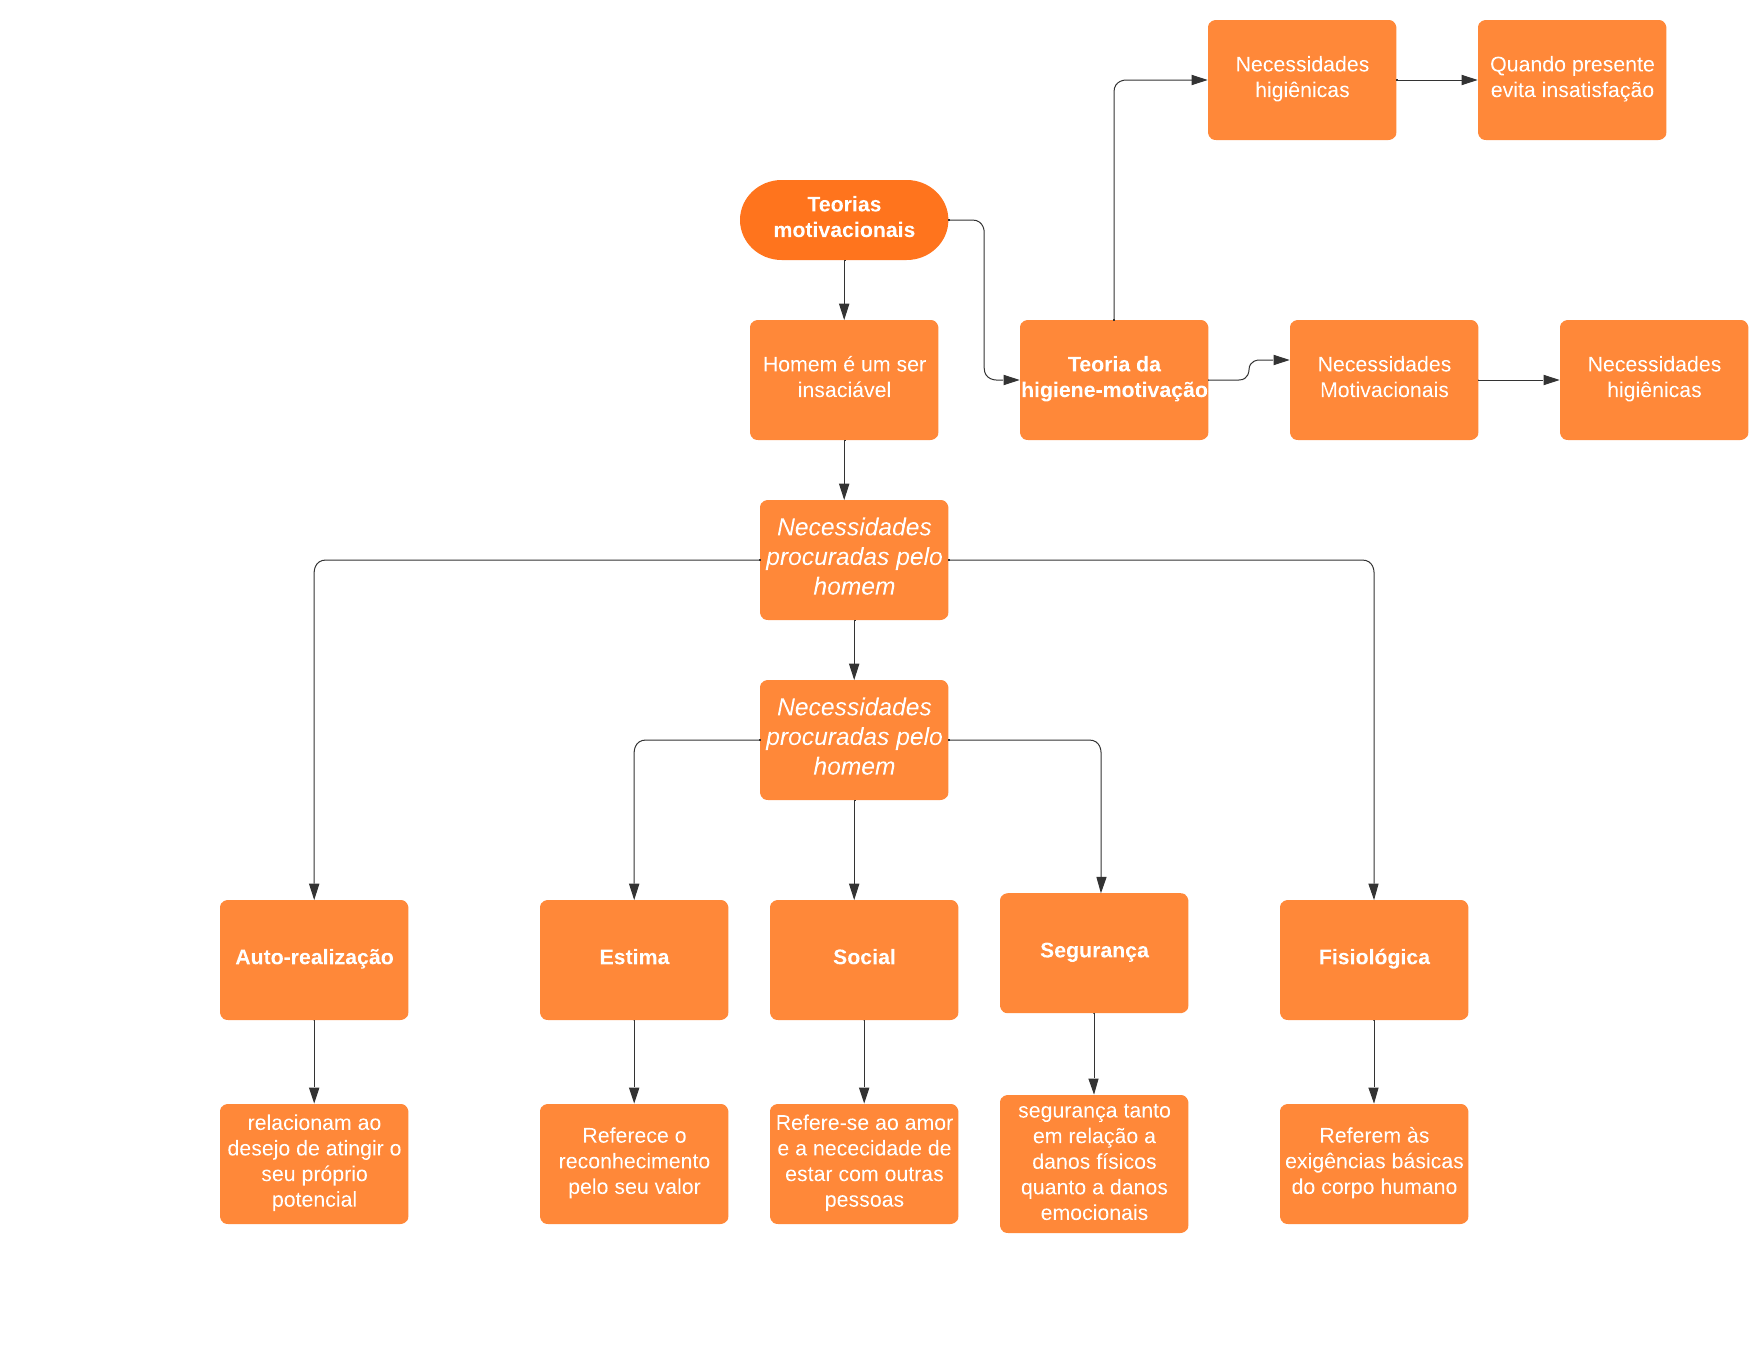 Necessidades
higiênicas
Quando presente
evita insatisfação
Teorias
motivacionais
Homem é um ser
insaciável
Teoria da
higiene-motivação
Necessidades
Motivacionais
Necessidades
higiênicas
Necessidades
procuradas pelo
homem
Necessidades
procuradas pelo
homem
Auto-realização
Estima
Social
Segurança
Fisiológica
relacionam ao
desejo de atingir o
seu próprio
potencial
Referece o
reconhecimento
pelo seu valor
Refere-se ao amor
e a nececidade de
estar com outras
pessoas
segurança tanto
em relação a
danos físicos
quanto a danos
emocionais
Referem às
exigências básicas
do corpo humano